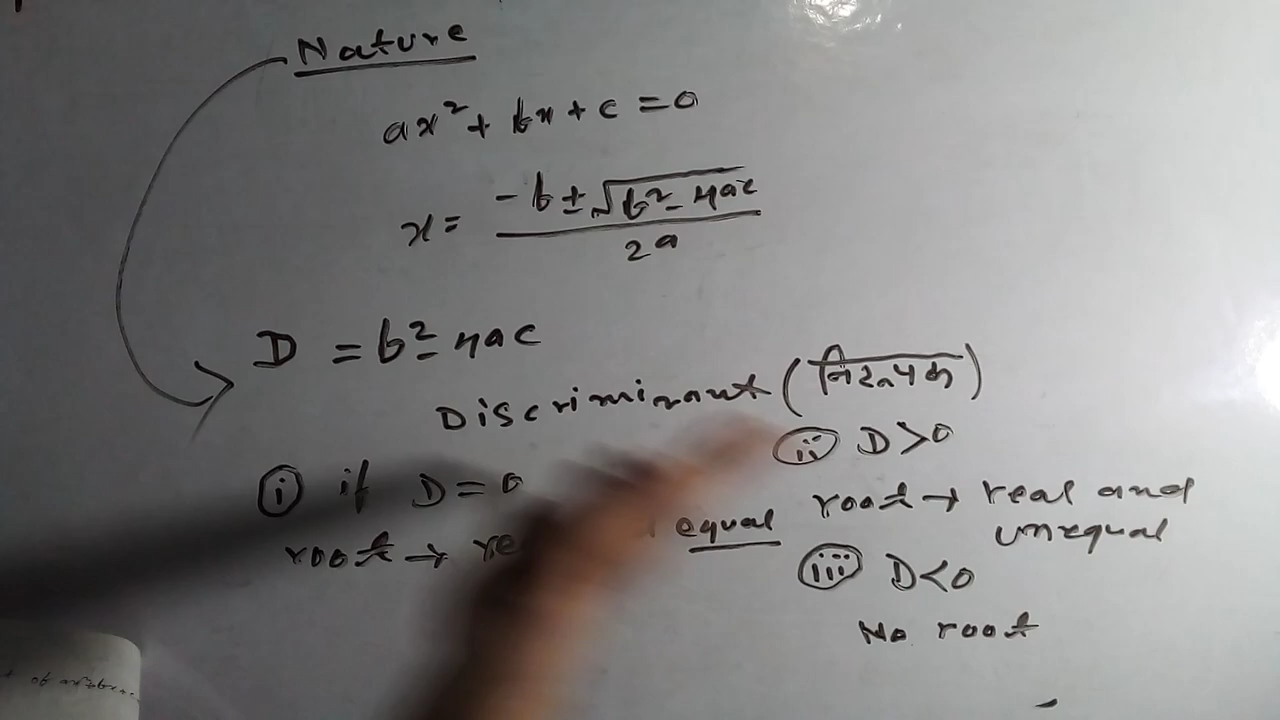 Nature
ax² + bx + c = 0
x = -b ± √b² - 4ac / 2a
D = b² - 4ac
Discriminant (विविक्तकर)
(i) if D = 0
root → equal
(ii) D > 0
root → real and
unequal
(iii) D < 0
No root